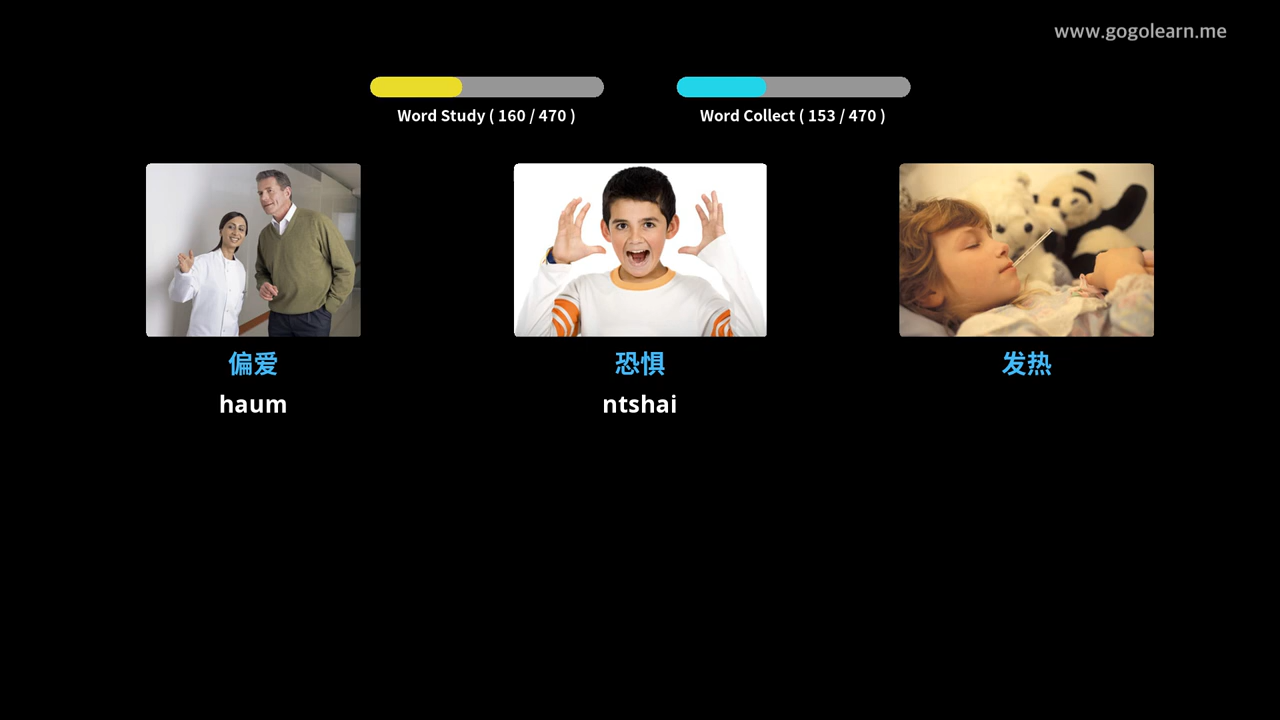 www.gogolearn.me
Word Study ( 160 / 470 )
Word Collect ( 153 / 470 )
偏爱
恐惧
发热
haum
ntshai